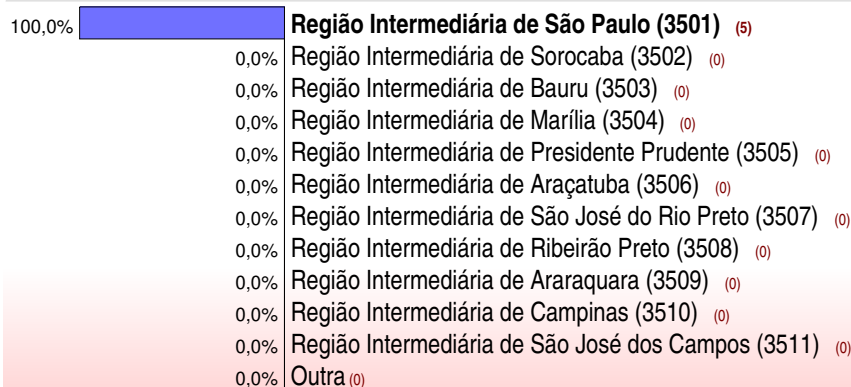 100,0% Região Intermediária de São Paulo (3501) (5)
0,0% Região Intermediária de Sorocaba (3502) (0)
0,0% Região Intermediária de Bauru (3503) (0)
0,0% Região Intermediária de Marília (3504) (0)
0,0% Região Intermediária de Presidente Prudente (3505) (0)
0,0% Região Intermediária de Araçatuba (3506) (0)
0,0% Região Intermediária de São José do Rio Preto (3507) (0)
0,0% Região Intermediária de Ribeirão Preto (3508) (0)
0,0% Região Intermediária de Araraquara (3509) (0)
0,0% Região Intermediária de Campinas (3510) (0)
0,0% Região Intermediária de São José dos Campos (3511) (0)
0,0% Outra (0)